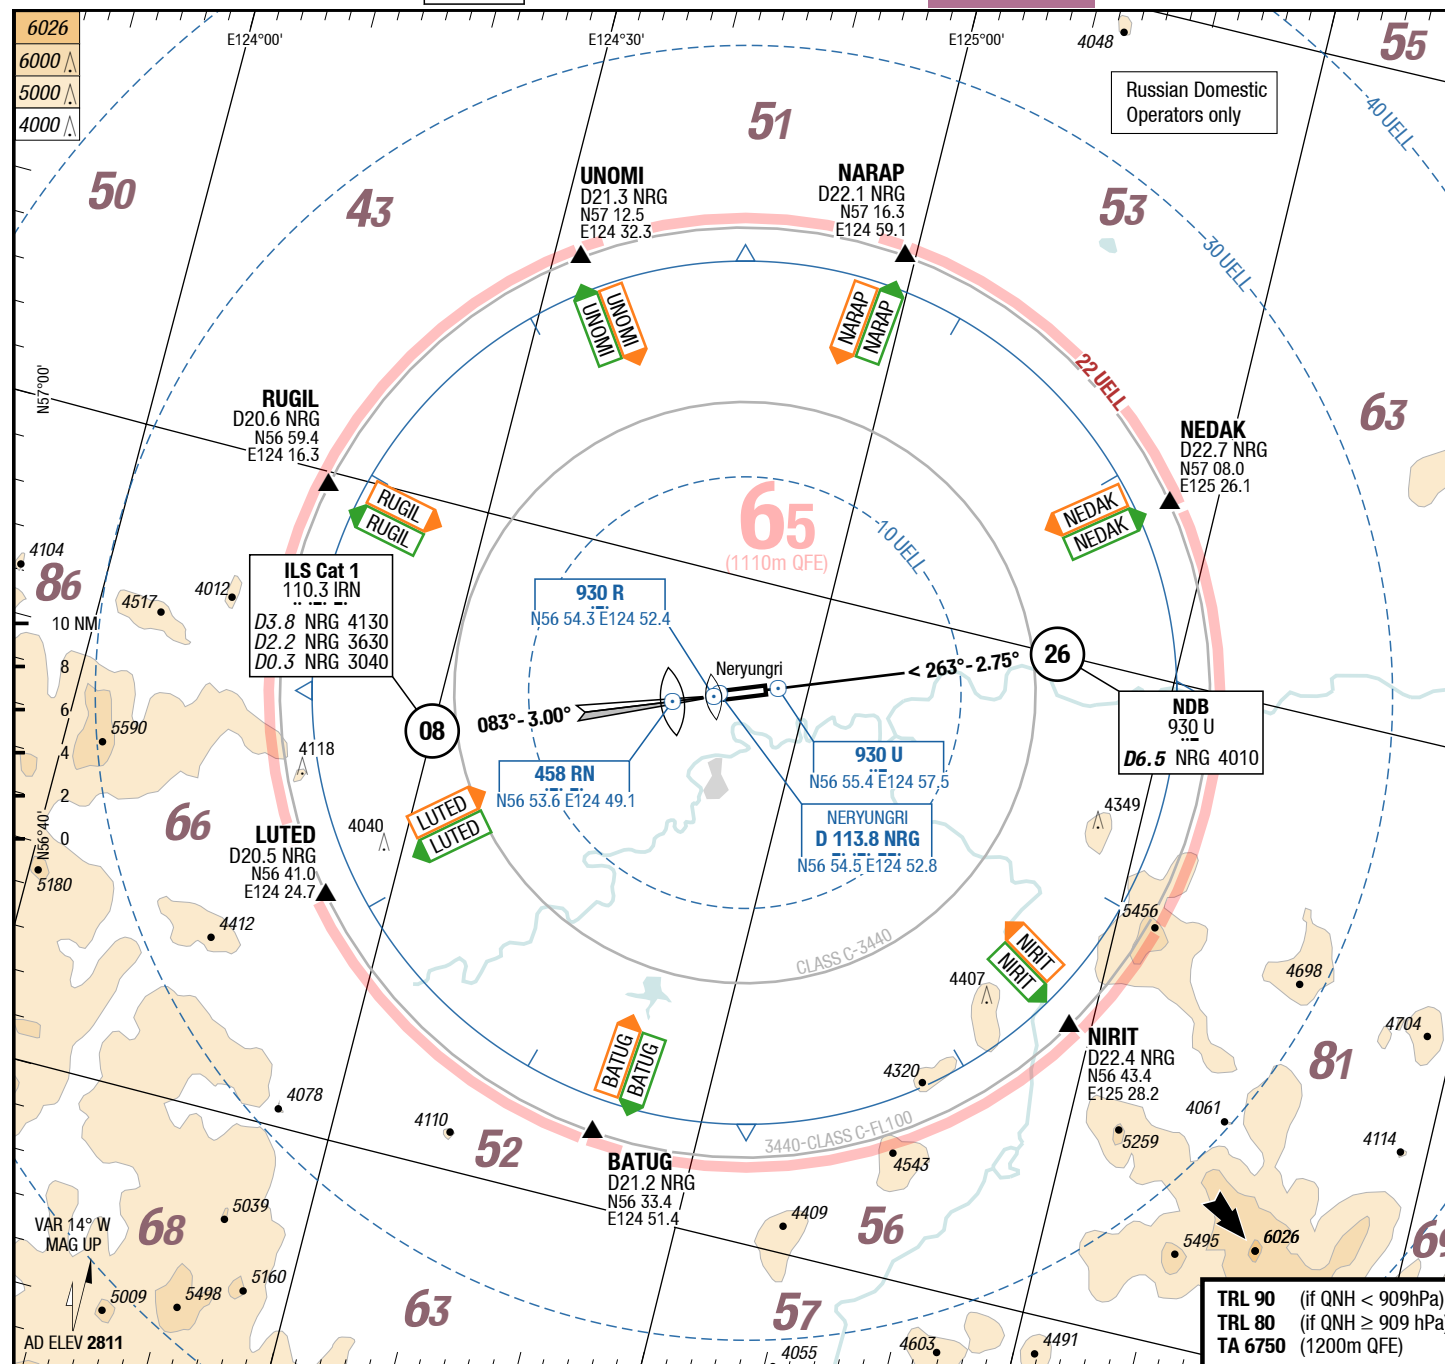 6026
6000
5000
4000
E124°00'
E124°30'
E125°00'
4048
55
Russian Domestic
Operators only
40 UELL
51
50
43
53
UNOMI
D21.3 NRG
N57 12.5
E124 32.3
NARAP
D22.1 NRG
N57 16.3
E124 59.1
30 UELL
UNOMI
UNOMI
NARAP
NARAP
22 UELL
N57°00'
RUGIL
D20.6 NRG
N56 59.4
E124 16.3
63
NEDAK
D22.7 NRG
N57 08.0
E125 26.1
RUGIL
RUGIL
65
(1110m QFE)
10 UELL
NEDAK
NEDAK
4104
86
4517
4012
10 NM
8
6
4
2
0
ILS Cat 1
110.3 IRN
D3.8 NRG 4130
D2.2 NRG 3630
D0.3 NRG 3040
930 R
N56 54.3 E124 52.4
Neryungri
< 263°- 2.75°
26
083°- 3.00°
08
NDB
930 U
D6.5 NRG 4010
5590
4118
458 RN
N56 53.6 E124 49.1
930 U
N56 55.4 E124 57.5
NERYUNGRI
D 113.8 NRG
N56 54.5 E124 52.8
66
4040
LUTED
LUTED
4349
N56°40'
5180
LUTED
D20.5 NRG
N56 41.0
E124 24.7
4412
5456
CLASS C-3440
NIRIT
NIRIT
4407
4698
4704
NIRIT
D22.4 NRG
N56 43.4
E125 28.2
81
BATUG
BATUG
4320
4078
4110
4061
5259
4114
3440-CLASS C-FL100
52
BATUG
D21.2 NRG
N56 33.4
E124 51.4
4543
5039
68
VAR 14° W
MAG UP
4409
56
5495
6026
69
5009
5498
5160
AD ELEV 2811
63
57
4055
4603
4491
TRL 90 (if QNH < 909hPa)
TRL 80 (if QNH ≥ 909 hPa)
TA 6750 (1200m QFE)